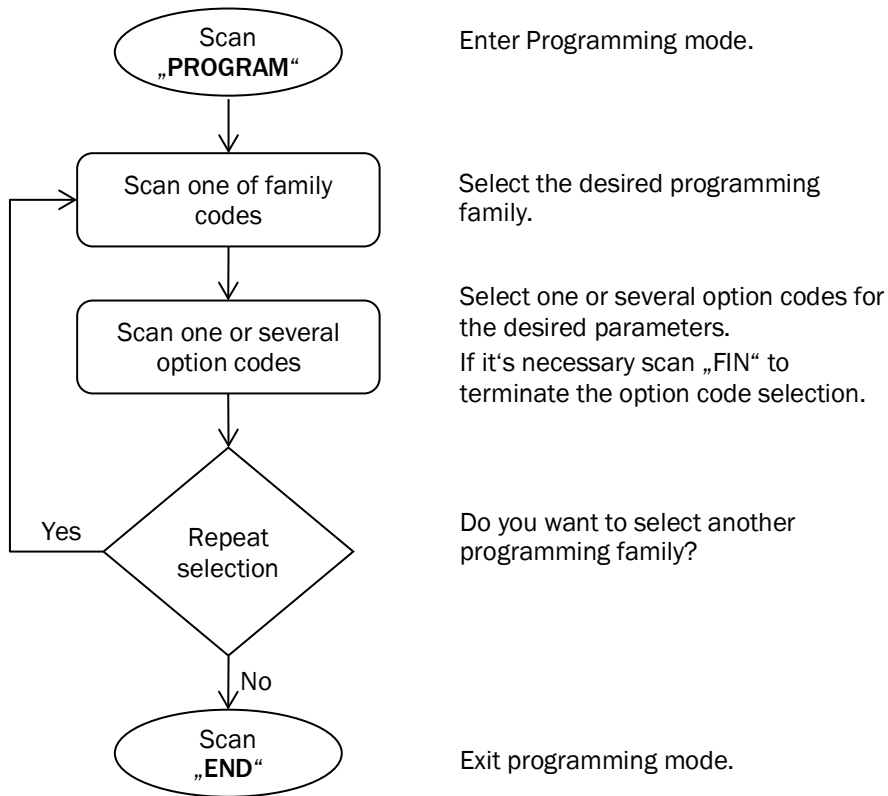 Scan
„PROGRAM“
Enter Programming mode.
Scan one of family
codes
Select the desired programming
family.
Scan one or several
option codes
Select one or several option codes for
the desired parameters.
If it‘s necessary scan „FIN“ to
terminate the option code selection.
Yes
Repeat
selection
Do you want to select another
programming family?
No
Scan
„END“
Exit programming mode.